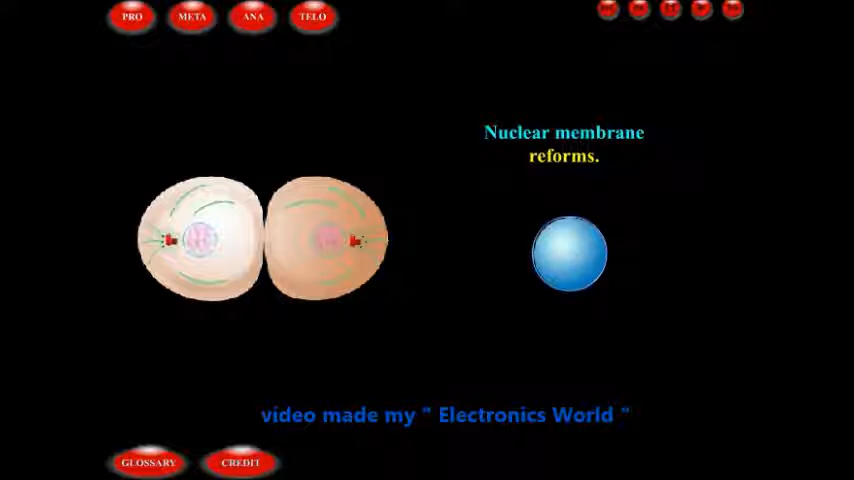 PRO
META
ANA
TELO
Nuclear membrane
reforms.
video made my " Electronics World "
GLOSSARY
CREDIT